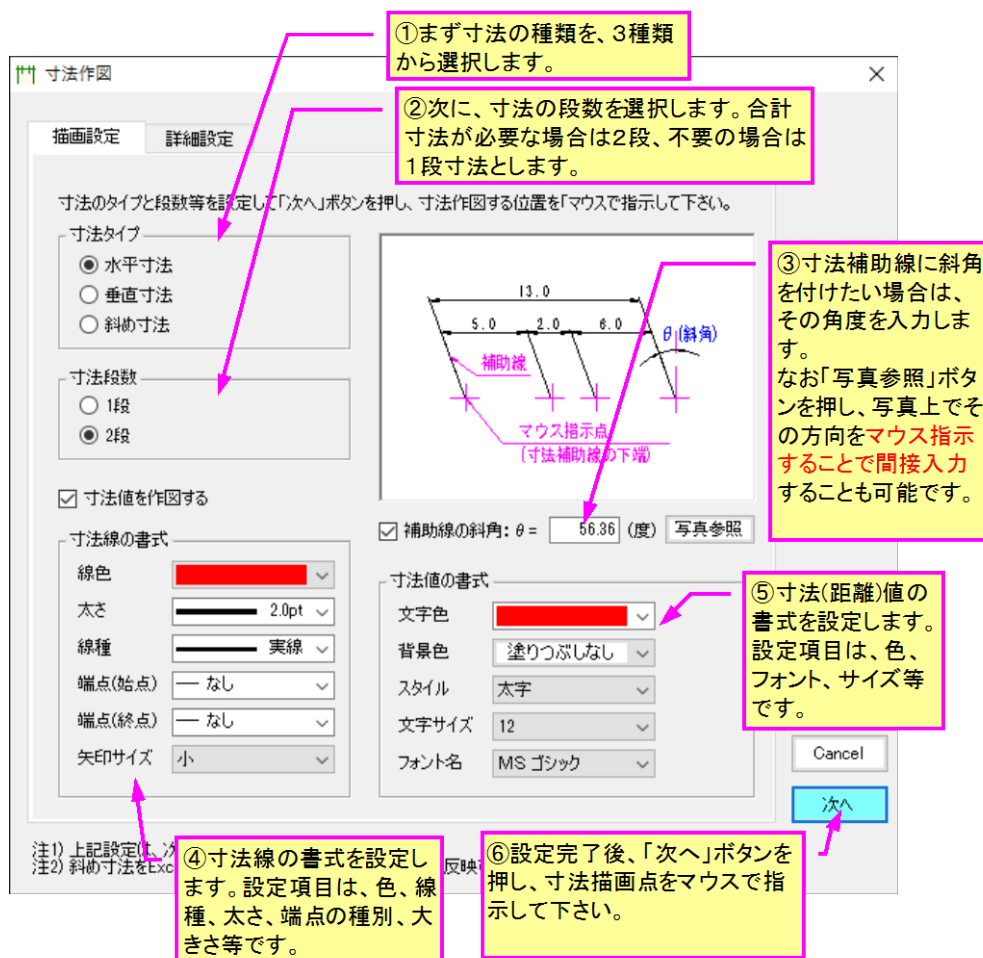 ①まず寸法の種類を、3種類
から選択します。
寸法作図
②次に、寸法の段数を選択します。合計
寸法が必要な場合は2段、不要の場合は
1段寸法とします。
描画設定
詳細設定
寸法のタイプと段数等を設定して「次へ」ボタンを押し、寸法作図する位置を「マウスで指示して下さい。
寸法タイプ
水平寸法
垂直寸法
斜め寸法
寸法段数
1段
2段
寸法値を作図する
13.0
5.0 2.0 6.0
θ(斜角)
補助線
マウス指示点
(寸法補助線の下端)
③寸法補助線に斜角
を付けたい場合は、
その角度を入力しま
す。
なお「写真参照」ボタ
ンを押し、写真上でそ
の方向をマウス指示
することで間接入力
することも可能です。
補助線の斜角: θ = 56.36 (度) 写真参照
寸法線の書式
線色
太さ 2.0pt
線種 実線
端点(始点) なし
端点(終点) なし
矢印サイズ 小
寸法値の書式
文字色
背景色 塗りつぶしなし
スタイル 太字
文字サイズ 12
フォント名 MS ゴシック
⑤寸法(距離)値の
書式を設定します。
設定項目は、色、
フォント、サイズ等
です。
Cancel
次へ
注1) 上記設定は、次
注2) 斜め寸法をExc
反映
④寸法線の書式を設定し
ます。設定項目は、色、線
種、太さ、端点の種別、大
きさ等です。
⑥設定完了後、「次へ」ボタンを
押し、寸法描画点をマウスで指
示して下さい。